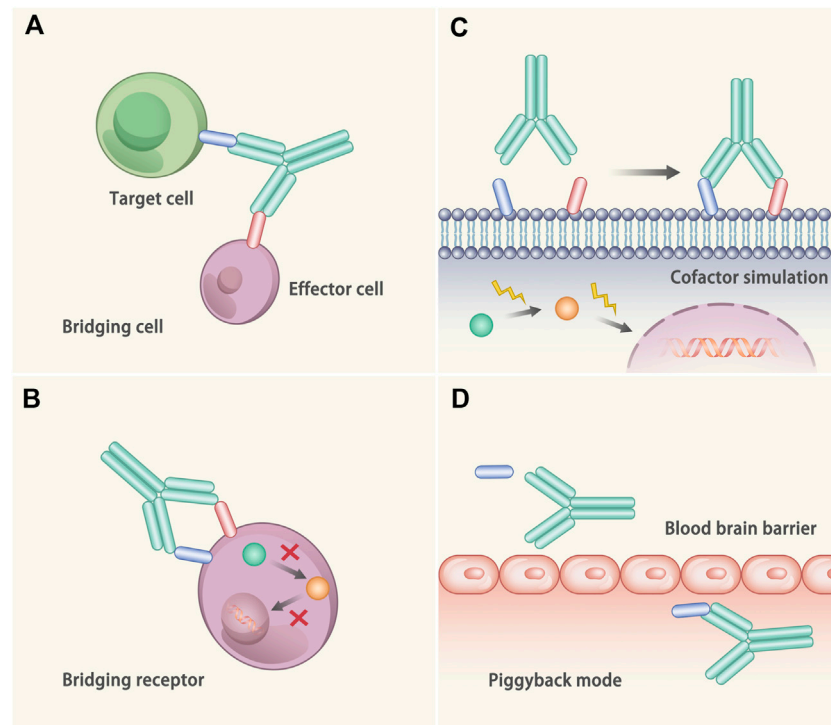 A
Target cell
Effector cell
Bridging cell
B
Bridging receptor
C
Cofactor simulation
D
Blood brain barrier
Piggyback mode